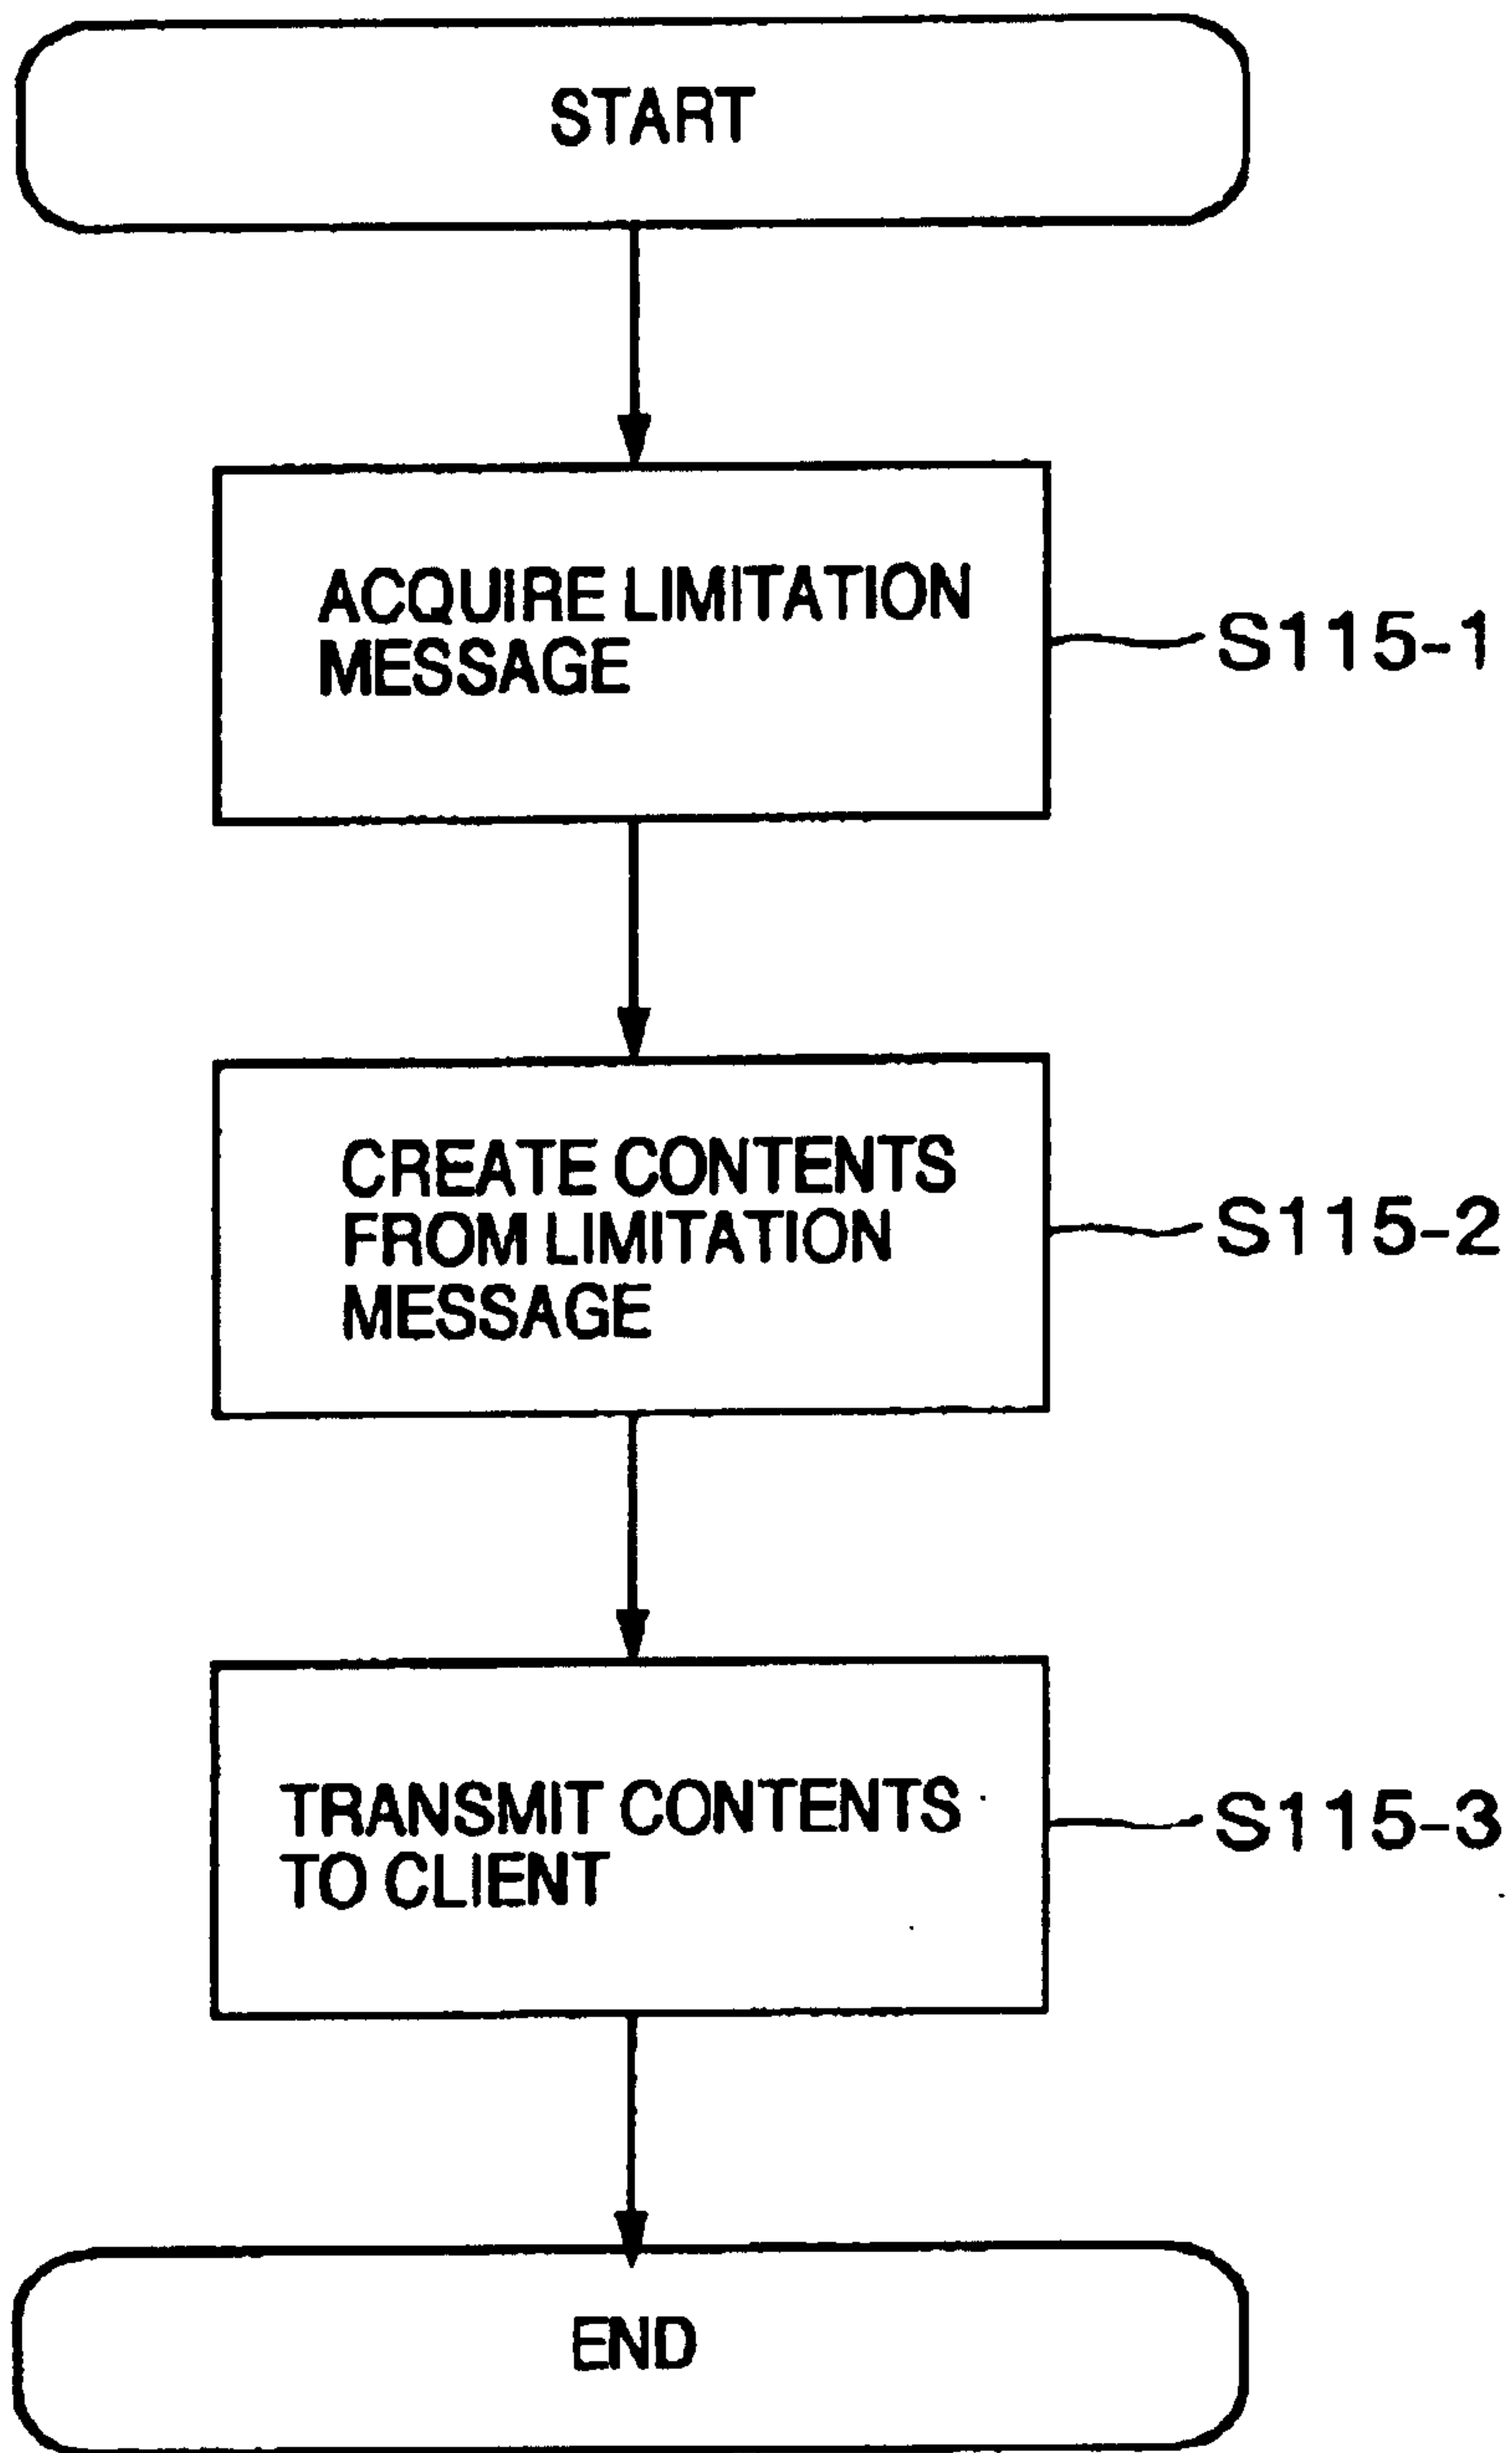 START
ACQUIRE LIMITATION
MESSAGE
S115-1
CREATE CONTENTS
FROM LIMITATION
MESSAGE
S115-2
TRANSMIT CONTENTS
TO CLIENT
S115-3
END